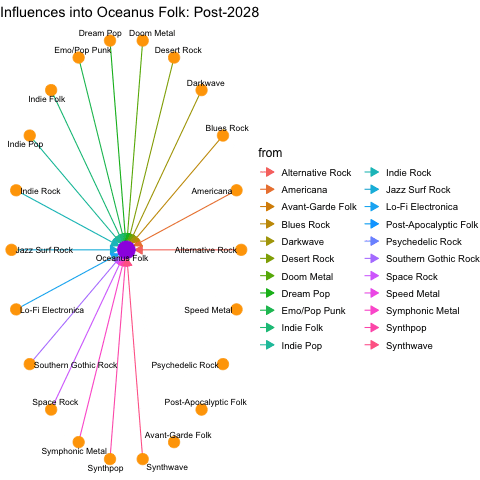 Influences into Oceanus Folk: Post-2028
Dream Pop
Doom Metal
Emo/Pop Punk
Desert Rock
Indie Folk
Darkwave
Indie Pop
Blues Rock
Indie Rock
Americana
Jazz Surf Rock
Oceanus Folk
Alternative Rock
Lo-Fi Electronica
Speed Metal
Southern Gothic Rock
Psychedelic Rock
Space Rock
Post-Apocalyptic Folk
Symphonic Metal
Avant-Garde Folk
Synthpop
Synthwave
from
Alternative Rock
Americana
Avant-Garde Folk
Blues Rock
Darkwave
Desert Rock
Doom Metal
Dream Pop
Emo/Pop Punk
Indie Folk
Indie Pop
Indie Rock
Jazz Surf Rock
Lo-Fi Electronica
Post-Apocalyptic Folk
Psychedelic Rock
Southern Gothic Rock
Space Rock
Speed Metal
Symphonic Metal
Synthpop
Synthwave